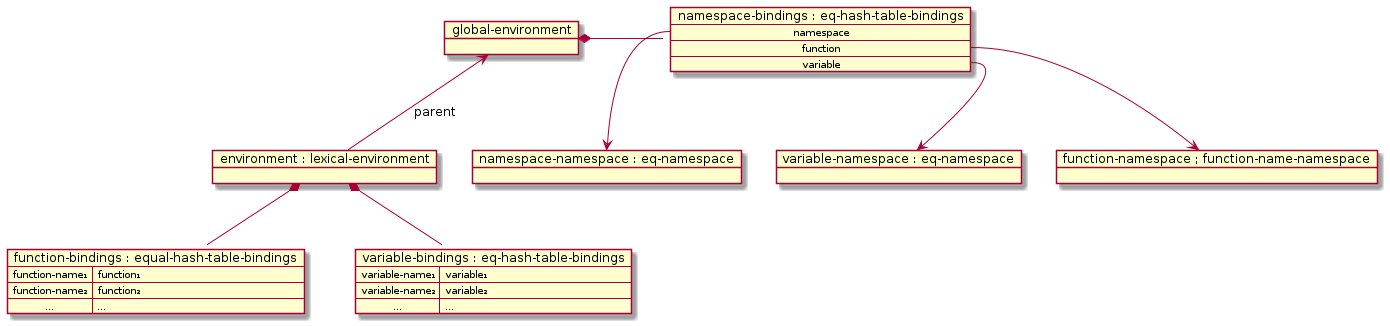 global-environment
namespace-bindings : eq-hash-table-bindings
namespace
function
variable
parent
environment : lexical-environment
namespace-namespace : eq-namespace
variable-namespace : eq-namespace
function-namespace ; function-name-namespace
function-bindings : equal-hash-table-bindings
function-name₁ function₁
function-name₂ function₂
... ...
variable-bindings : eq-hash-table-bindings
variable-name₁ variable₁
variable-name₂ variable₂
... ...